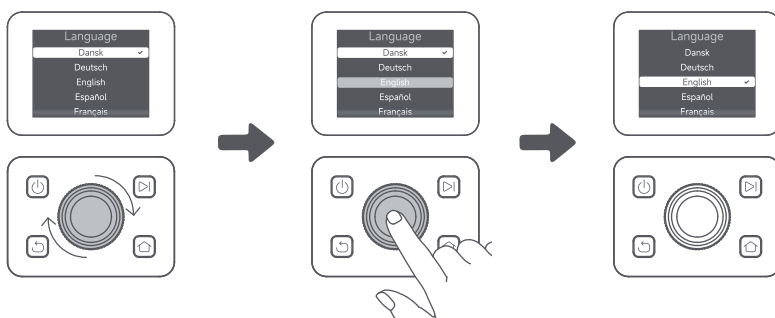 Language
Dansk
Deutsch
English
Español
Français
Language
Dansk
Deutsch
English
Español
Français
Language
Dansk
Deutsch
English
Español
Français